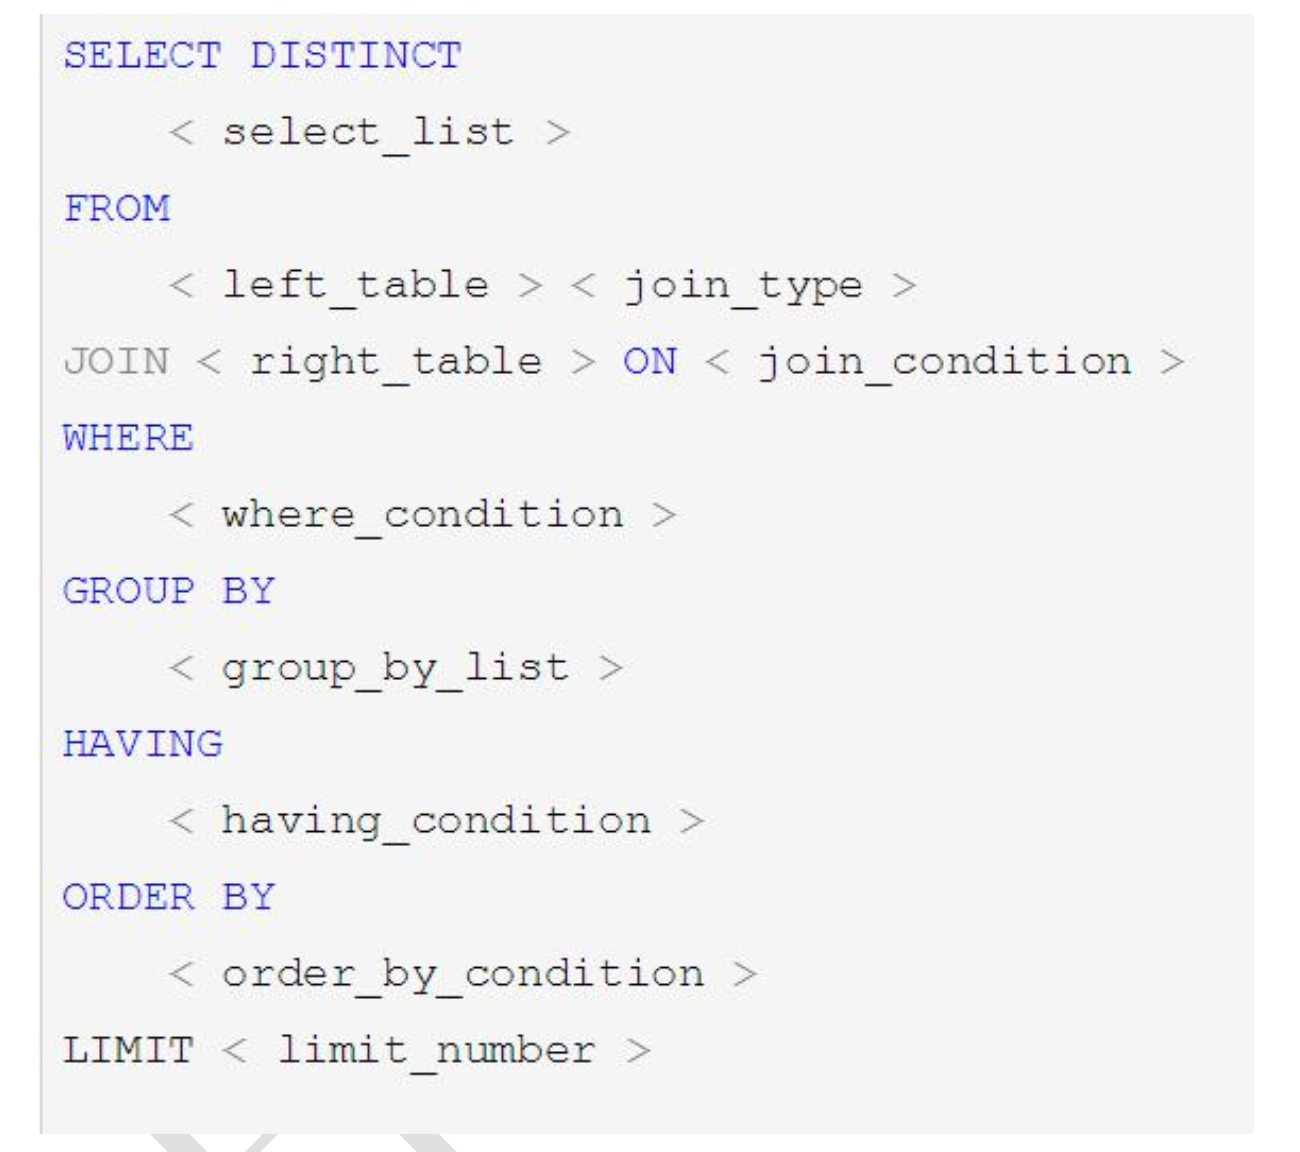 SELECT DISTINCT
< select_list >
FROM
< left_table > < join_type >
JOIN < right_table > ON < join_condition >
WHERE
< where_condition >
GROUP BY
< group_by_list >
HAVING
< having_condition >
ORDER BY
< order_by_condition >
LIMIT < limit_number >